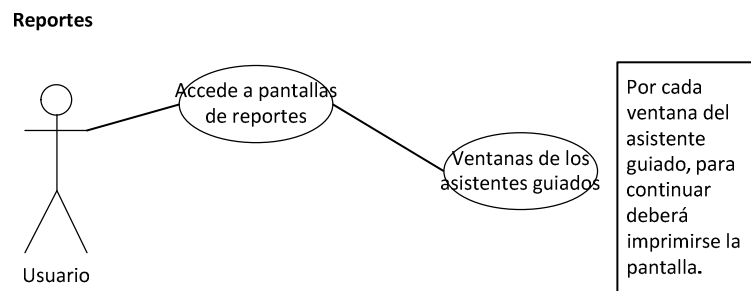 Reportes
Accede a pantallas
de reportes
Ventanas de los
asistentes guiados
Por cada
ventana del
asistente
guiado, para
continuar
deberá
imprimirse la
pantalla.
Usuario